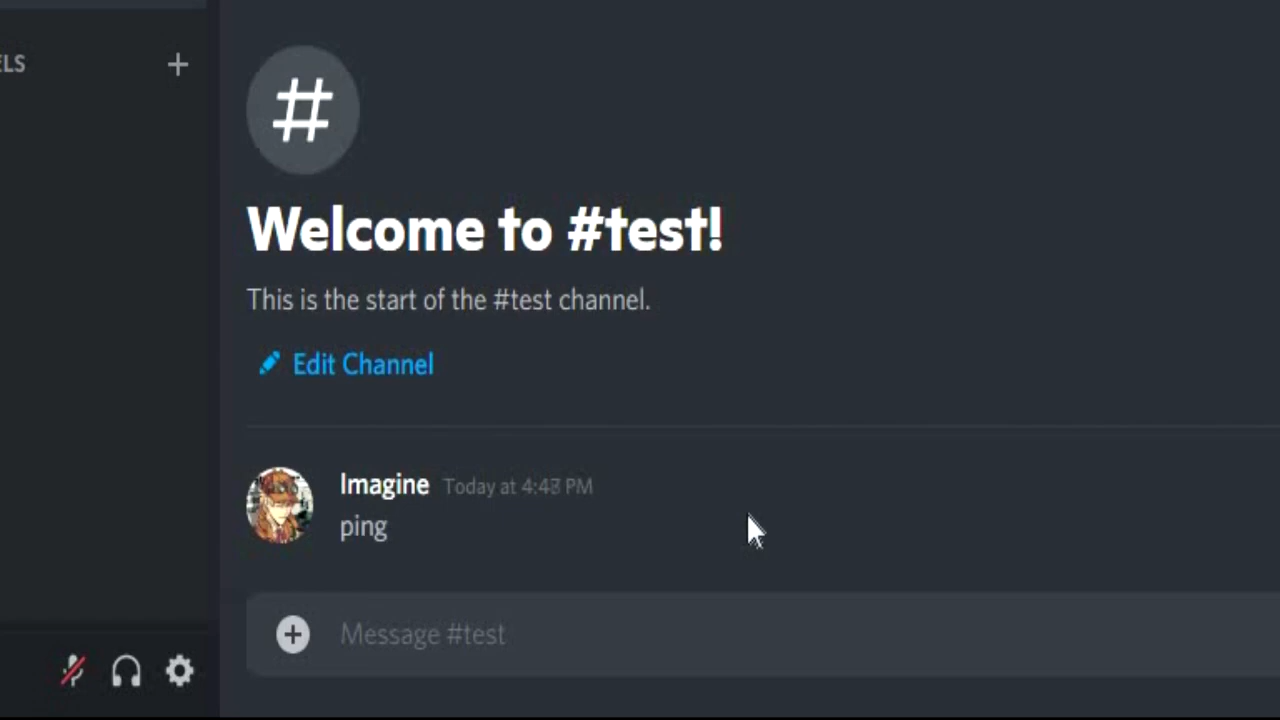 ELS
#
Welcome to #test!
This is the start of the #test channel.
Edit Channel
Imagine Today at 4:43 PM
ping
Message #test